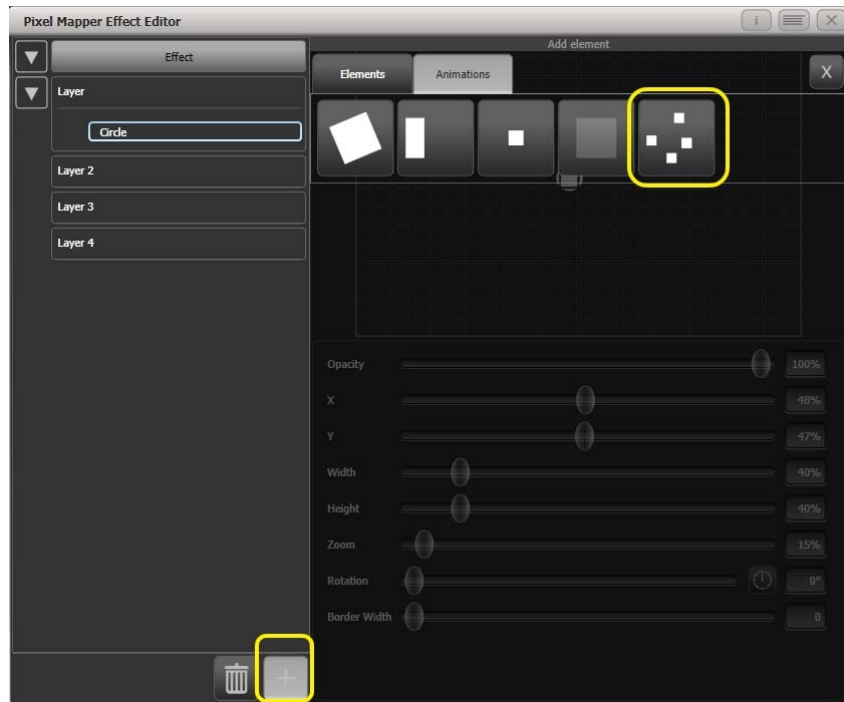 Pixel Mapper Effect Editor
Add element
Effect
Elements
Animations
X
Layer
Circle
Layer 2
Layer 3
Layer 4
Opacity 100%
X 48%
Y 47%
Width 40%
Height 40%
Zoom 15%
Rotation 0°
Border Width 0